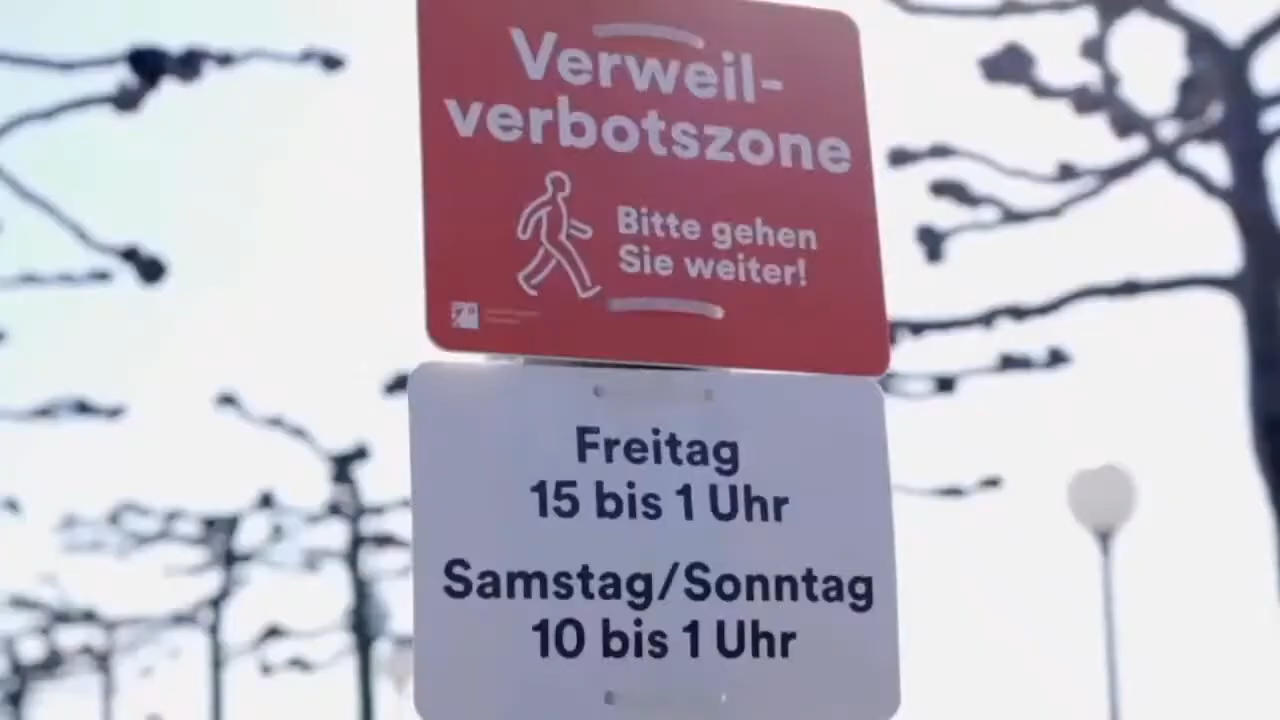 Verweil-
verbotszone
Bitte gehen
Sie weiter!
Freitag
15 bis 1 Uhr
Samstag/Sonntag
10 bis 1 Uhr